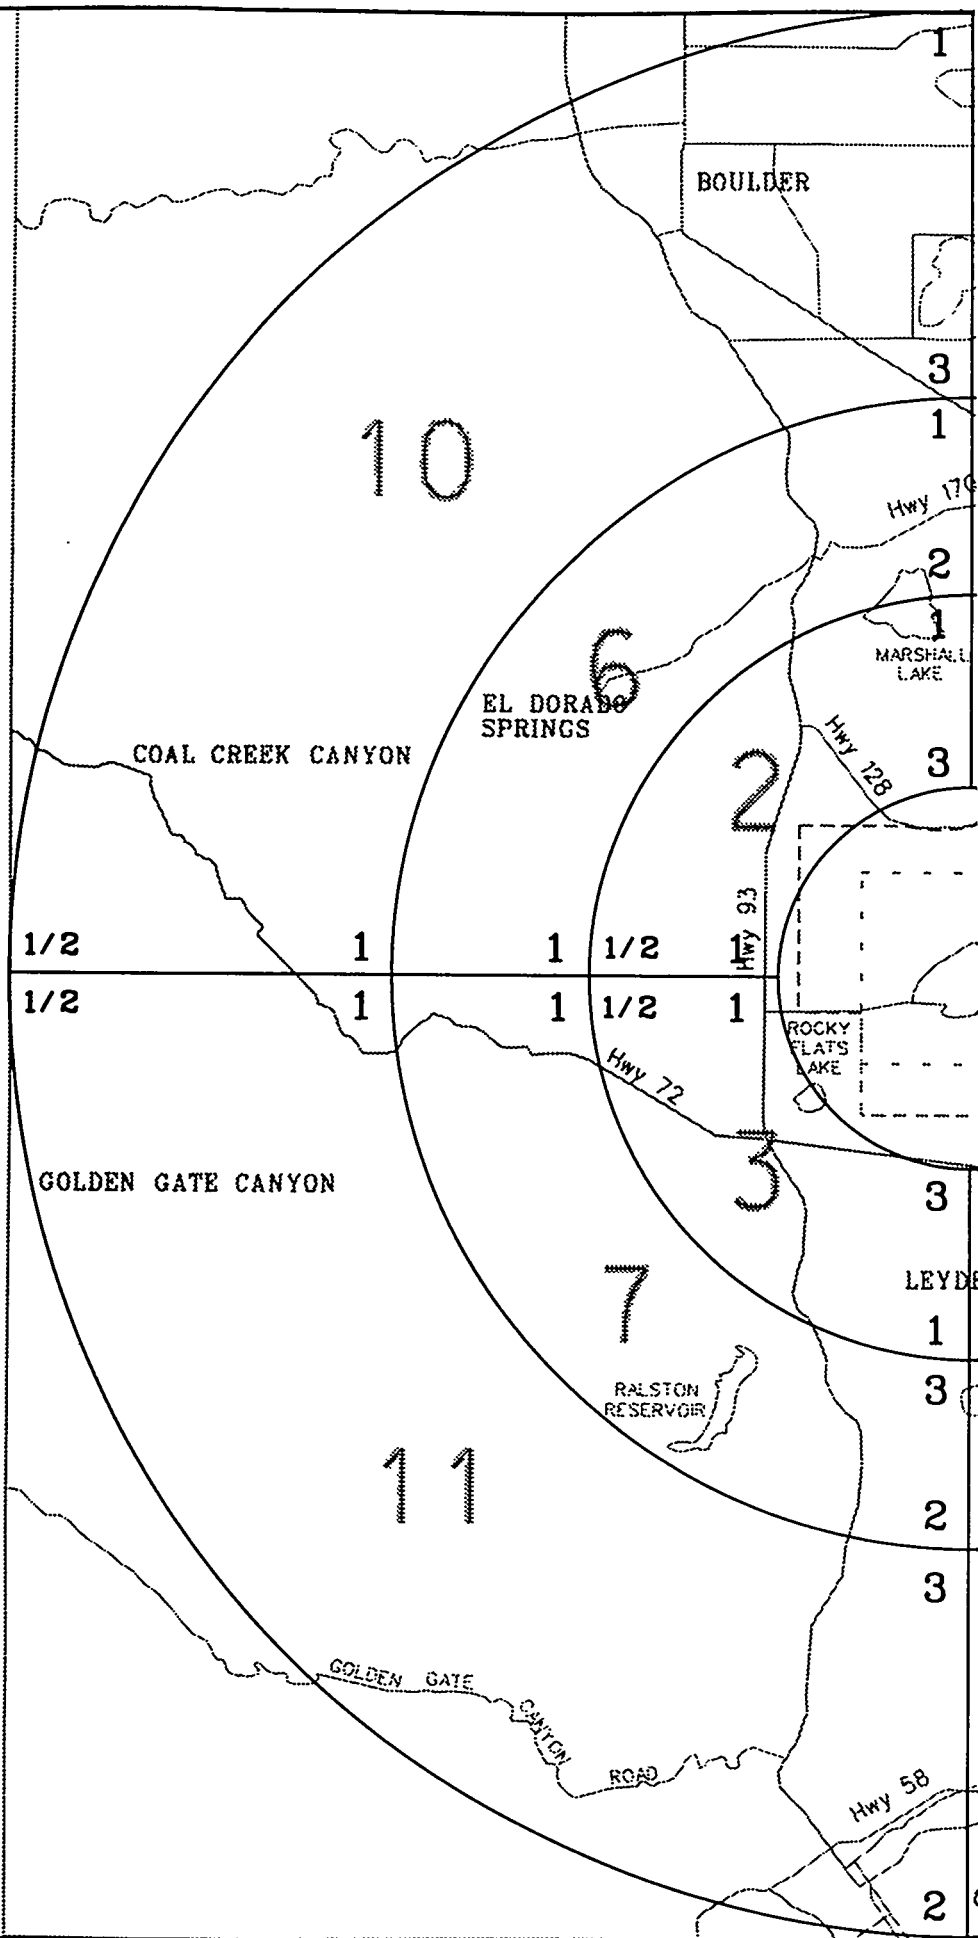 1
BOULDER
3
1
10
Hwy 170
2
1
6
MARSHALL
LAKE
EL DORADO
SPRINGS
COAL CREEK CANYON
2
Hwy 128
3
Hwy 93
1/2 1 1 1/2 1
1/2 1 1 1/2 1
ROCKY
FLATS
LAKE
Hwy 72
3
GOLDEN GATE CANYON
3
LEYDE
7
1
3
RALSTON
RESERVOIR
11
2
3
GOLDEN GATE
CANYON
ROAD
Hwy 58
2